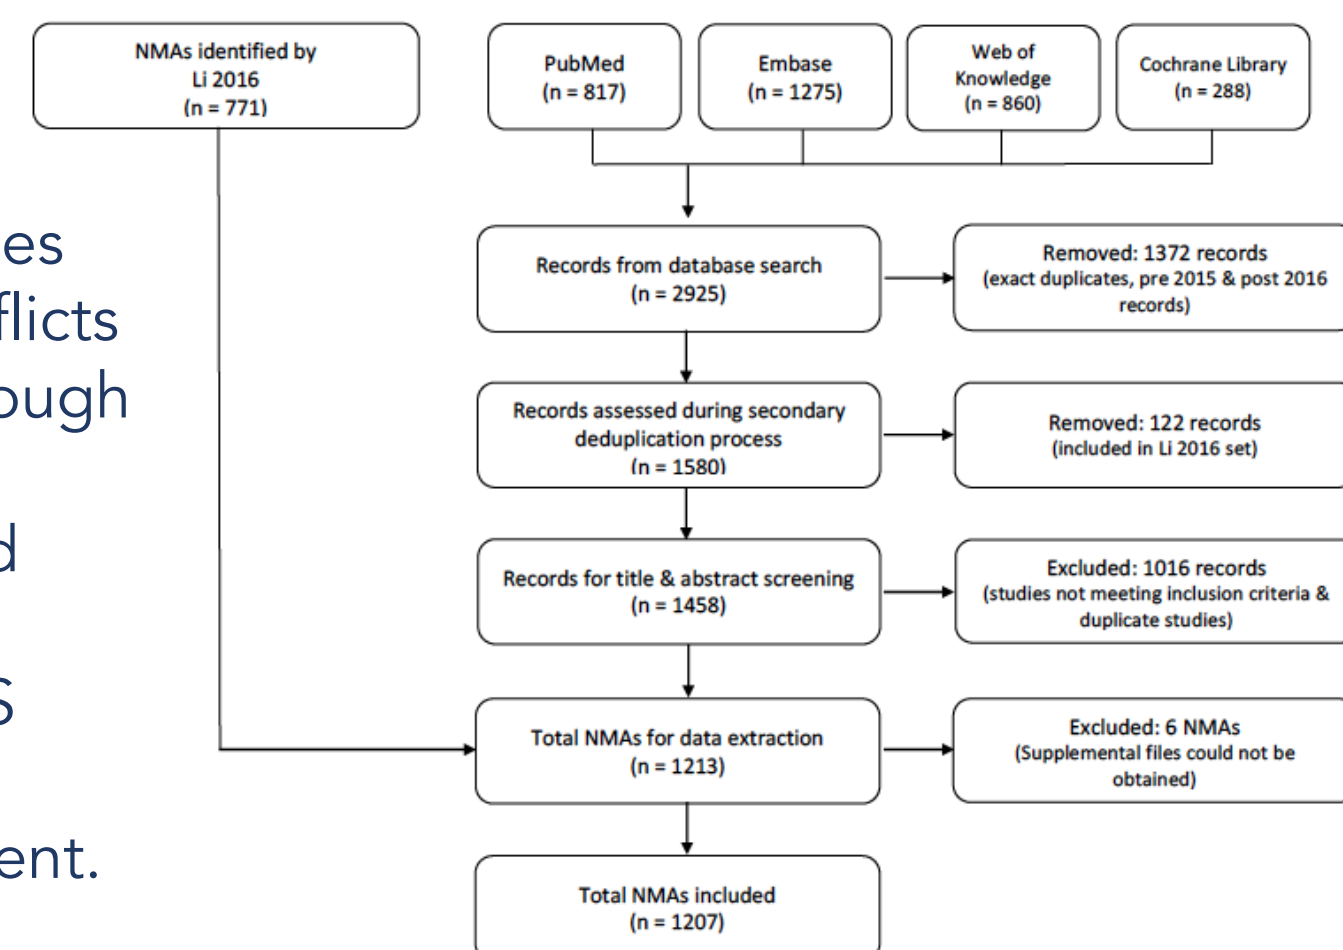 NMAs identified by
Li 2016
(n = 771)
PubMed
(n = 817)
Embase
(n = 1275)
Web of
Knowledge
(n = 860)
Cochrane Library
(n = 288)
es
flicts
ough
d
S
ent.
Records from database search
(n = 2925)
Removed: 1372 records
(exact duplicates, pre 2015 & post 2016
records)
Records assessed during secondary
deduplication process
(n = 1580)
Removed: 122 records
(included in Li 2016 set)
Records for title & abstract screening
(n = 1458)
Excluded: 1016 records
(studies not meeting inclusion criteria &
duplicate studies)
Total NMAs for data extraction
(n = 1213)
Excluded: 6 NMAs
(Supplemental files could not be
obtained)
Total NMAs included
(n = 1207)